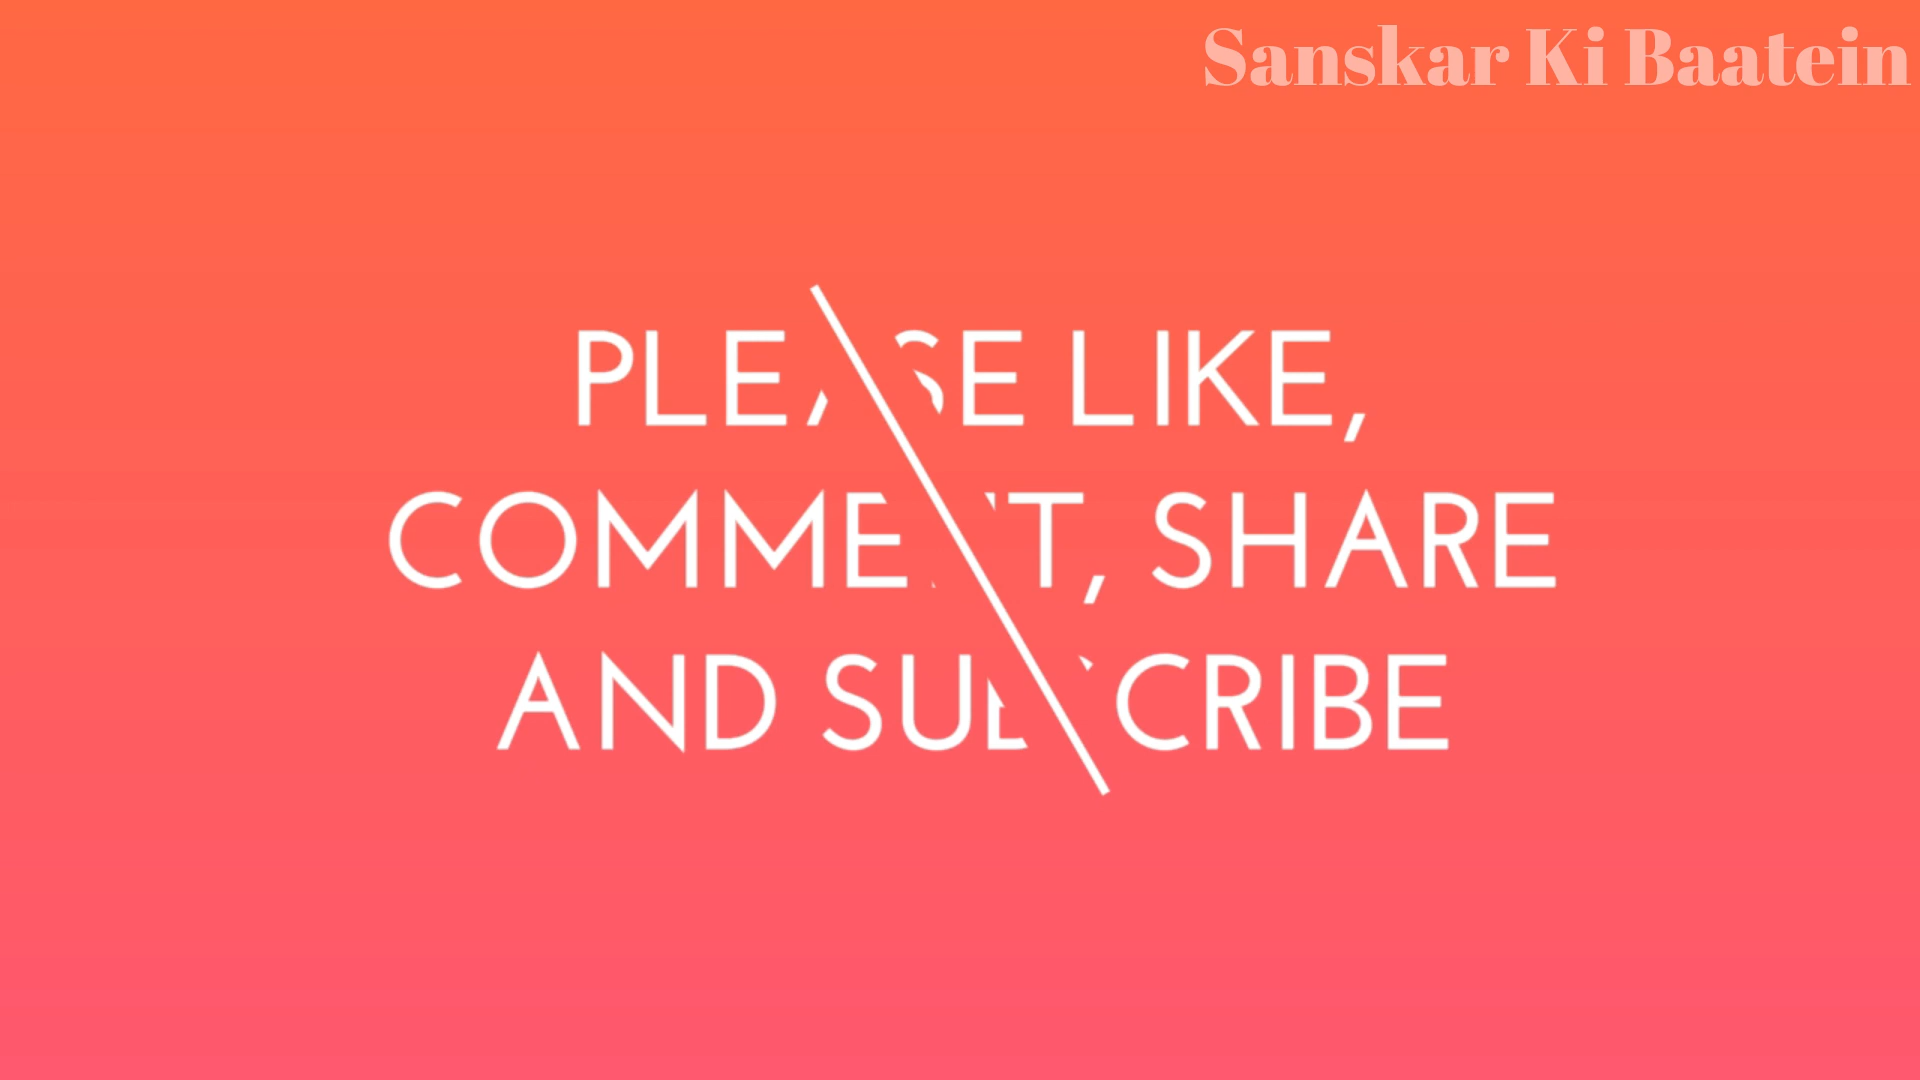 Sanskar Ki Baatein
PLEASE LIKE,
COMMENT, SHARE
AND SUBSCRIBE